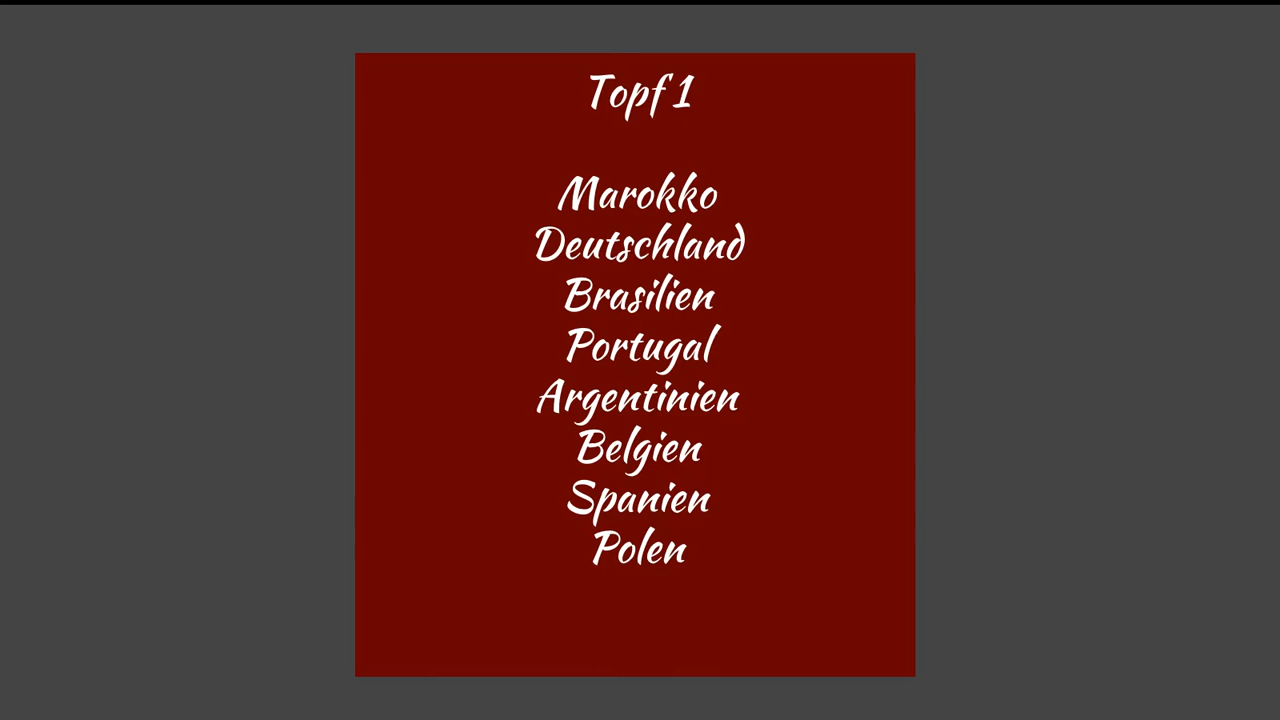 Topf 1
Marokko
Deutschland
Brasilien
Portugal
Argentinien
Belgien
Spanien
Polen